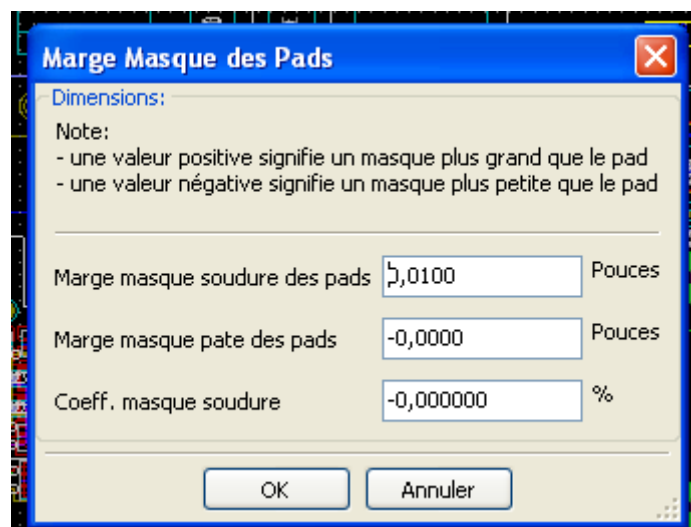 Marge Masque des Pads
Dimensions:
Note:
- une valeur positive signifie un masque plus grand que le pad
- une valeur négative signifie un masque plus petite que le pad
Marge masque soudure des pads 0,0100 Pouces
Marge masque pate des pads -0,0000 Pouces
Coeff. masque soudure -0,000000 %
OK Annuler